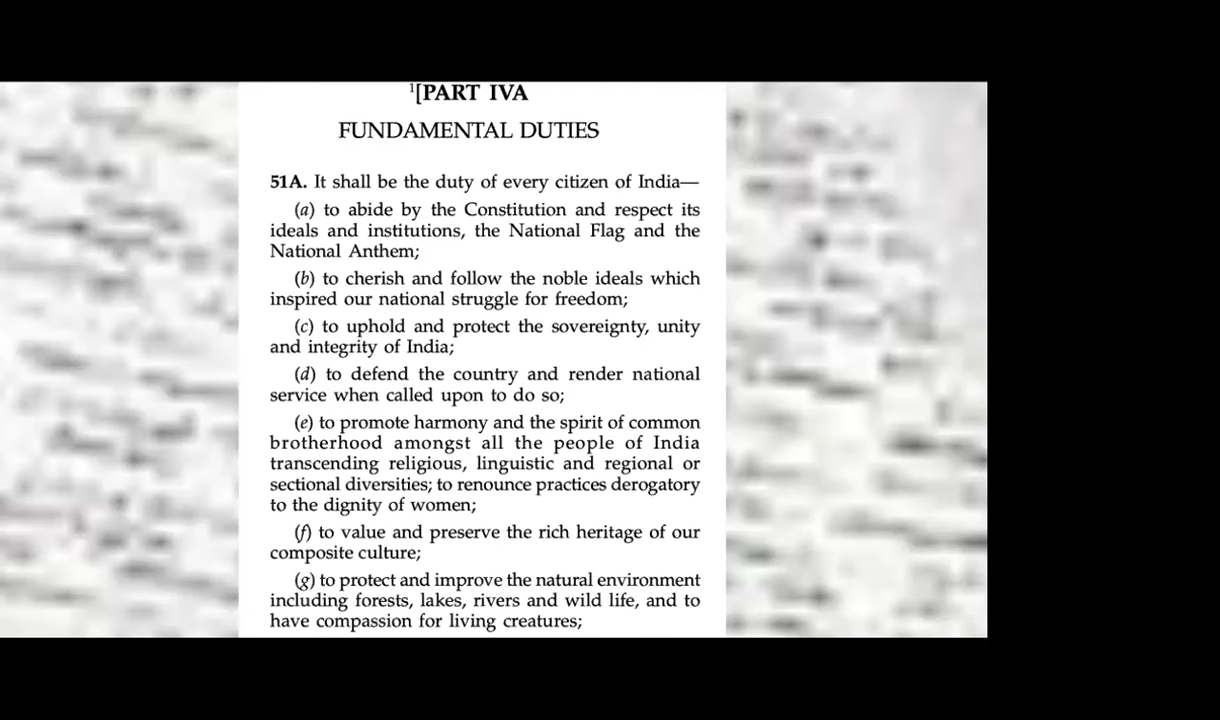 ¹[PART IVA
FUNDAMENTAL DUTIES
51A. It shall be the duty of every citizen of India—
(a) to abide by the Constitution and respect its
ideals and institutions, the National Flag and the
National Anthem;
(b) to cherish and follow the noble ideals which
inspired our national struggle for freedom;
(c) to uphold and protect the sovereignty, unity
and integrity of India;
(d) to defend the country and render national
service when called upon to do so;
(e) to promote harmony and the spirit of common
brotherhood amongst all the people of India
transcending religious, linguistic and regional or
sectional diversities; to renounce practices derogatory
to the dignity of women;
(f) to value and preserve the rich heritage of our
composite culture;
(g) to protect and improve the natural environment
including forests, lakes, rivers and wild life, and to
have compassion for living creatures;